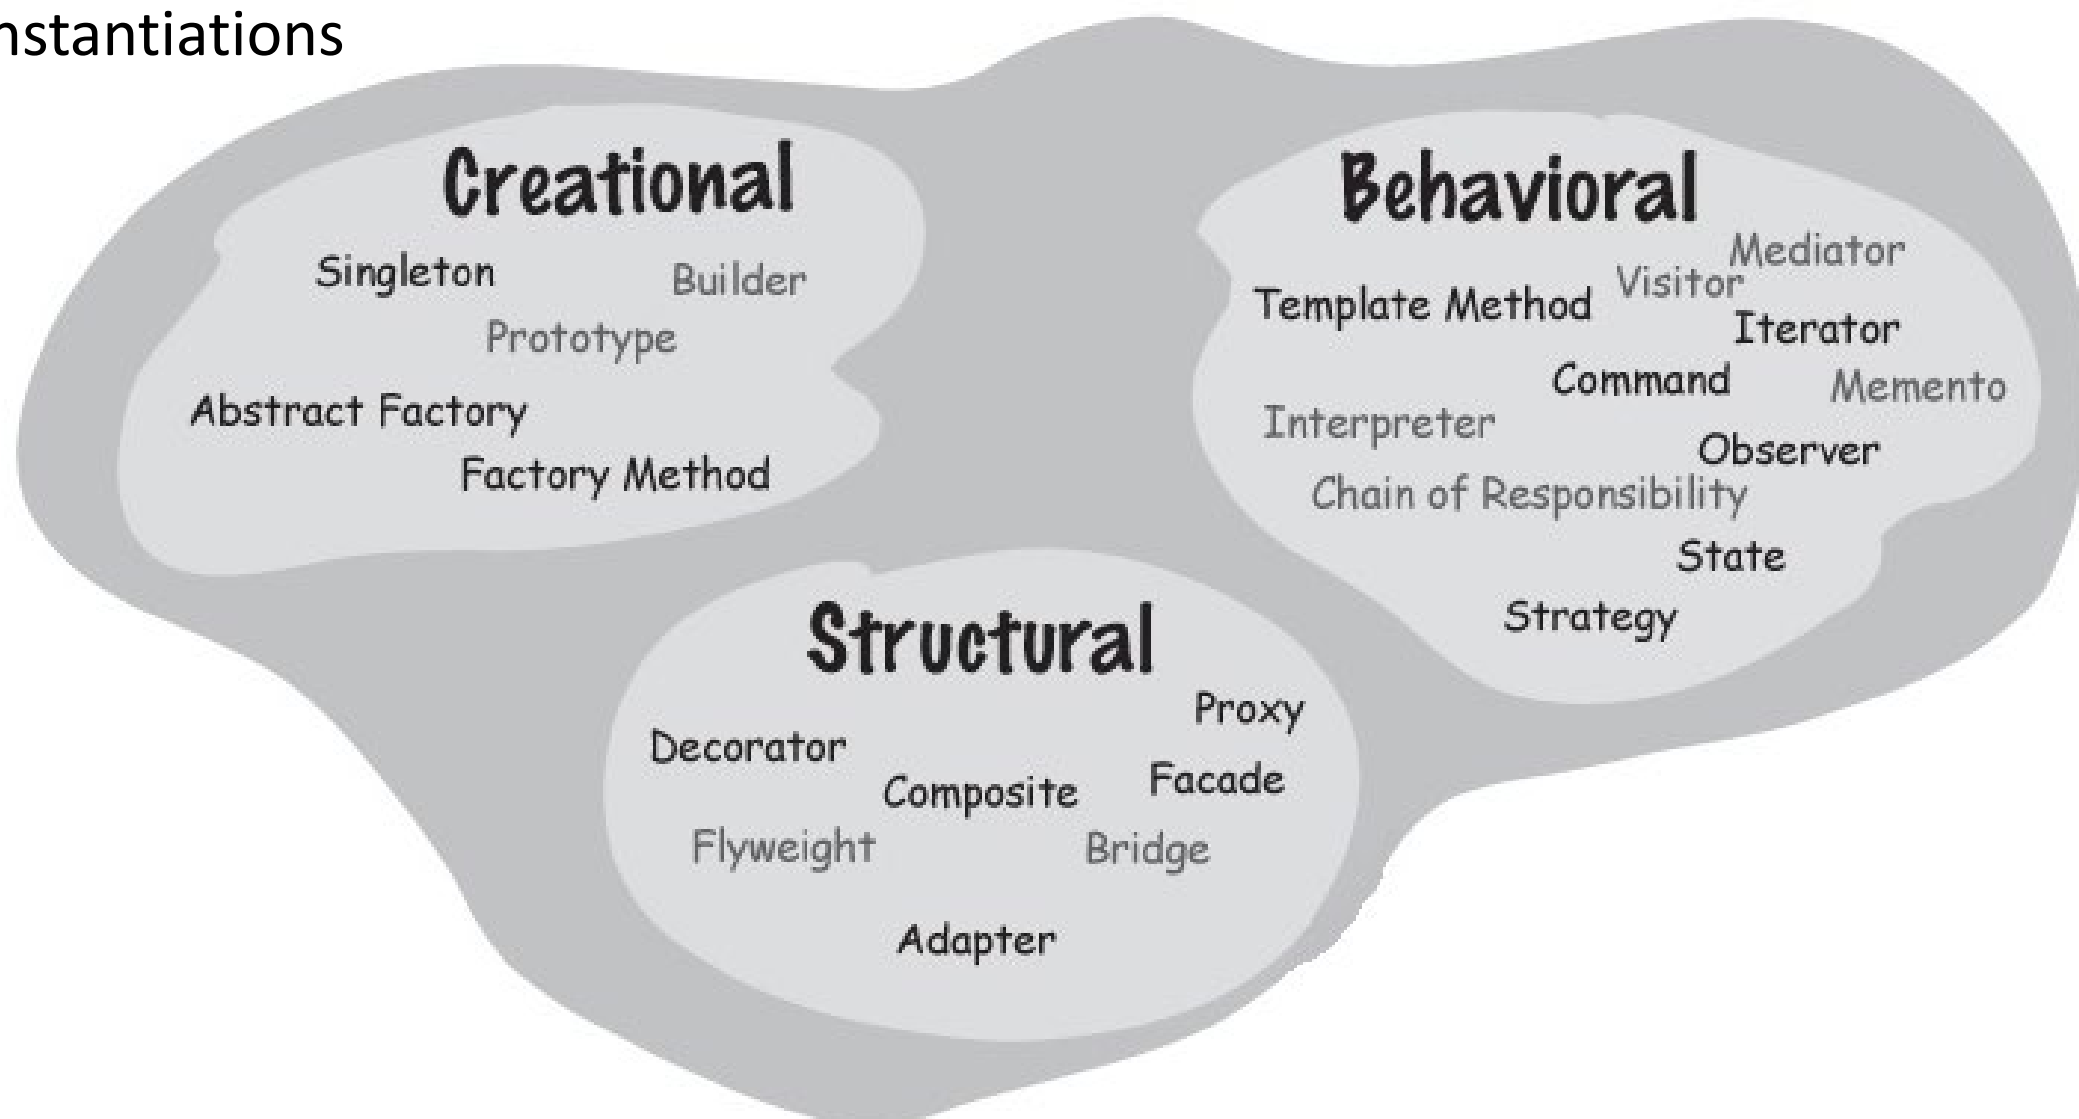 nstantiations
Creational
Singleton
Builder
Prototype
Abstract Factory
Factory Method
Behavioral
Mediator
Visitor
Template Method
Iterator
Command
Memento
Interpreter
Observer
Chain of Responsibility
State
Strategy
Structural
Proxy
Decorator
Facade
Composite
Flyweight
Bridge
Adapter